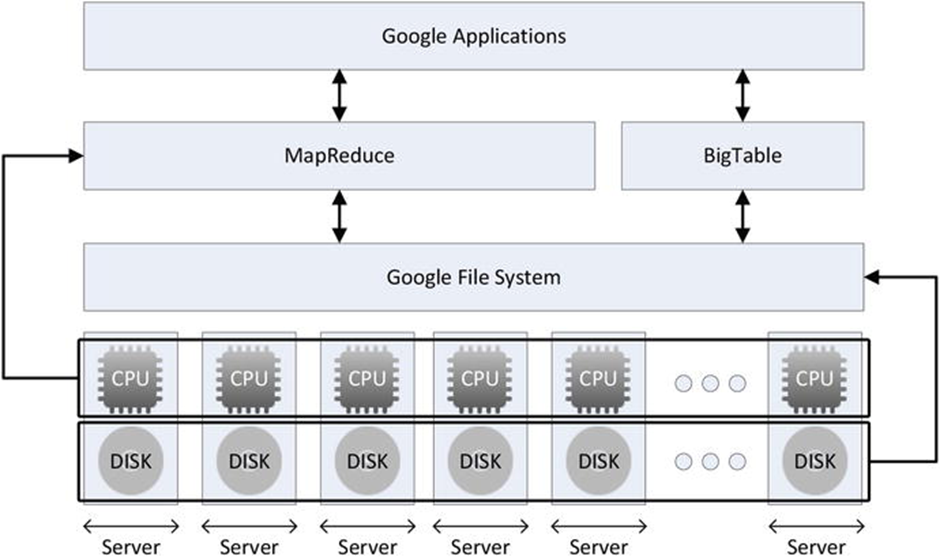 Google Applications
MapReduce BigTable
Google File System
CPU CPU CPU CPU CPU CPU
DISK DISK DISK DISK DISK DISK
Server Server Server Server Server Server